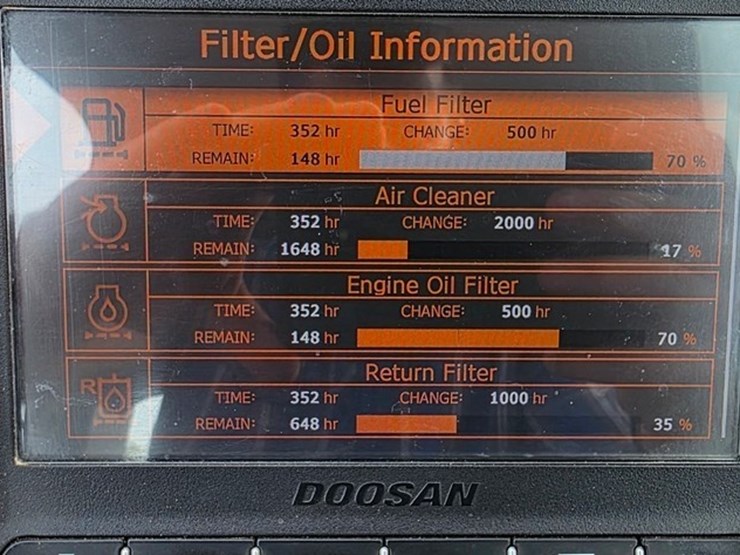 Filter/Oil Information
Fuel Filter
TIME: 352 hr CHANGE: 500 hr
REMAIN: 148 hr 70 %
Air Cleaner
TIME: 352 hr CHANGE: 2000 hr
REMAIN: 1648 hr 17 %
Engine Oil Filter
TIME: 352 hr CHANGE: 500 hr
REMAIN: 148 hr 70 %
Return Filter
R
TIME: 352 hr CHANGE: 1000 hr
REMAIN: 648 hr 35 %
DOOSAN